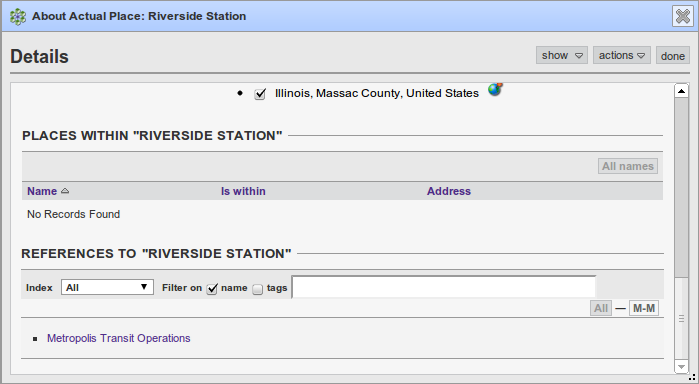 About Actual Place: Riverside Station
Details
show actions done
Illinois, Massac County, United States
PLACES WITHIN "RIVERSIDE STATION"
All names
Name Is within Address
No Records Found
REFERENCES TO "RIVERSIDE STATION"
Index All Filter on name tags
All — M-M
Metropolis Transit Operations